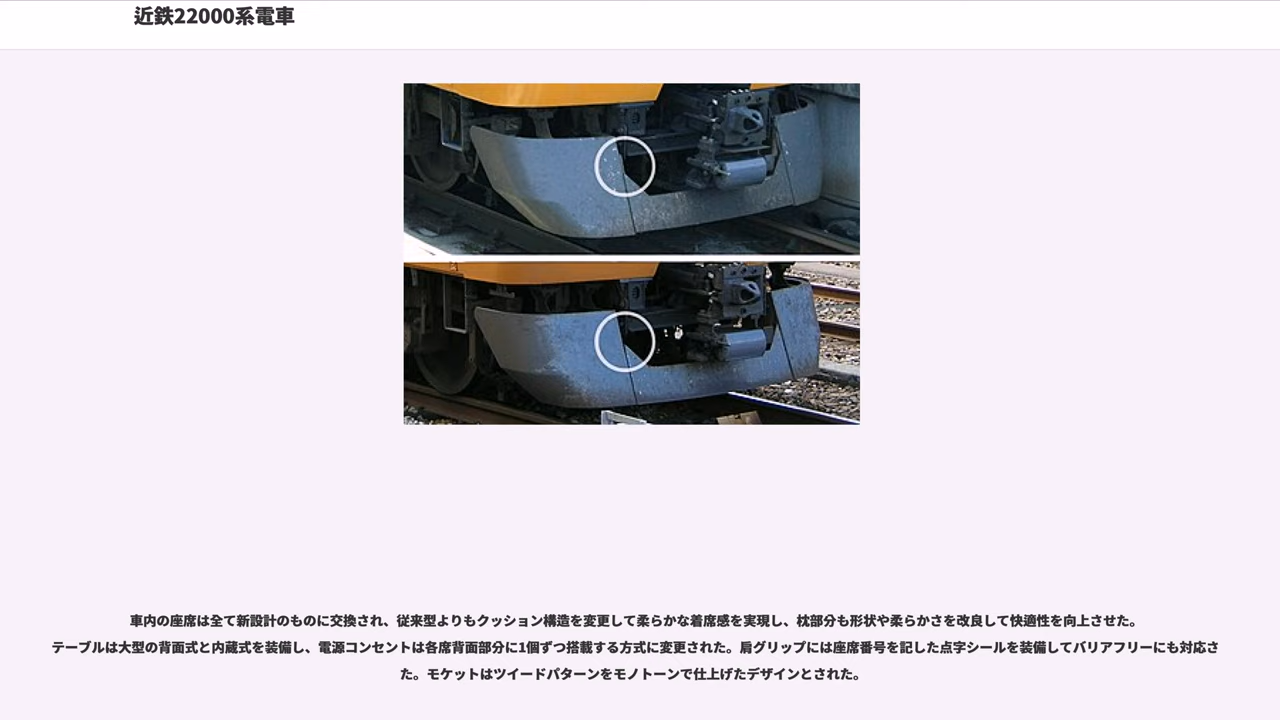 近鉄22000系電車
車内の座席は全て新設計のものに交換され、従来型よりもクッション構造を変更して柔らかな着席感を実現し、枕部分も形状や柔らかさを改良して快適性を向上させた。
テーブルは大型の背面式と内蔵式を装備し、電源コンセントは各席背面部分に1個ずつ搭載する方式に変更された。肩グリップには座席番号を記した点字シールを装備してバリアフリーにも対応さ
た。モケットはツイードパターンをモノトーンで仕上げたデザインとされた。